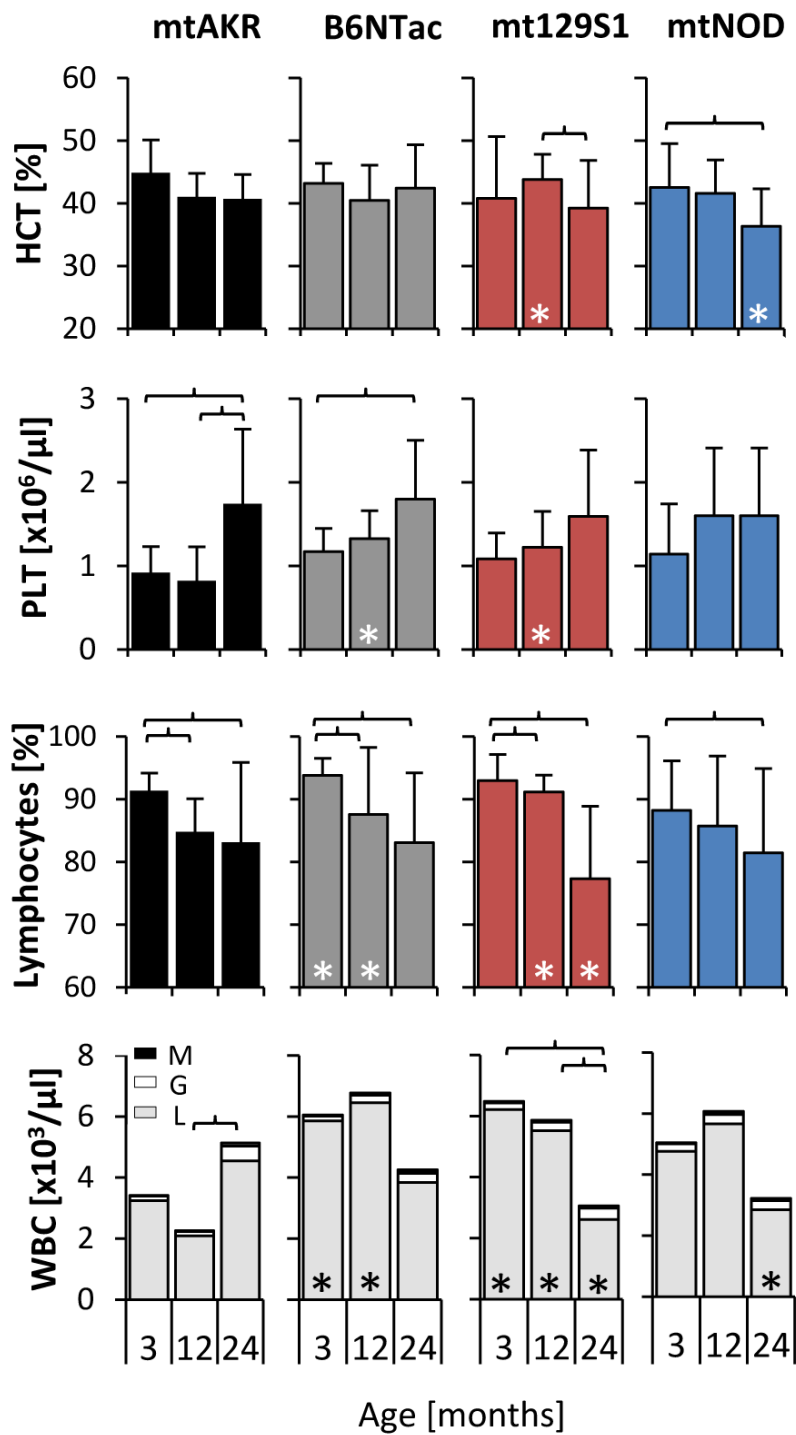 mtAKR B6NTac mt129S1 mtNOD
HCT [%]
60
50
40
30
20
*
*
PLT [x10⁶/µl]
3
2
1
0
*
*
Lymphocytes [%]
100
90
80
70
60
* * * *
WBC [x10³/µl]
8
6
4
2
0
M
G
L
* * * * * *
3 12 24 3 12 24 3 12 24 3 12 24
Age [months]